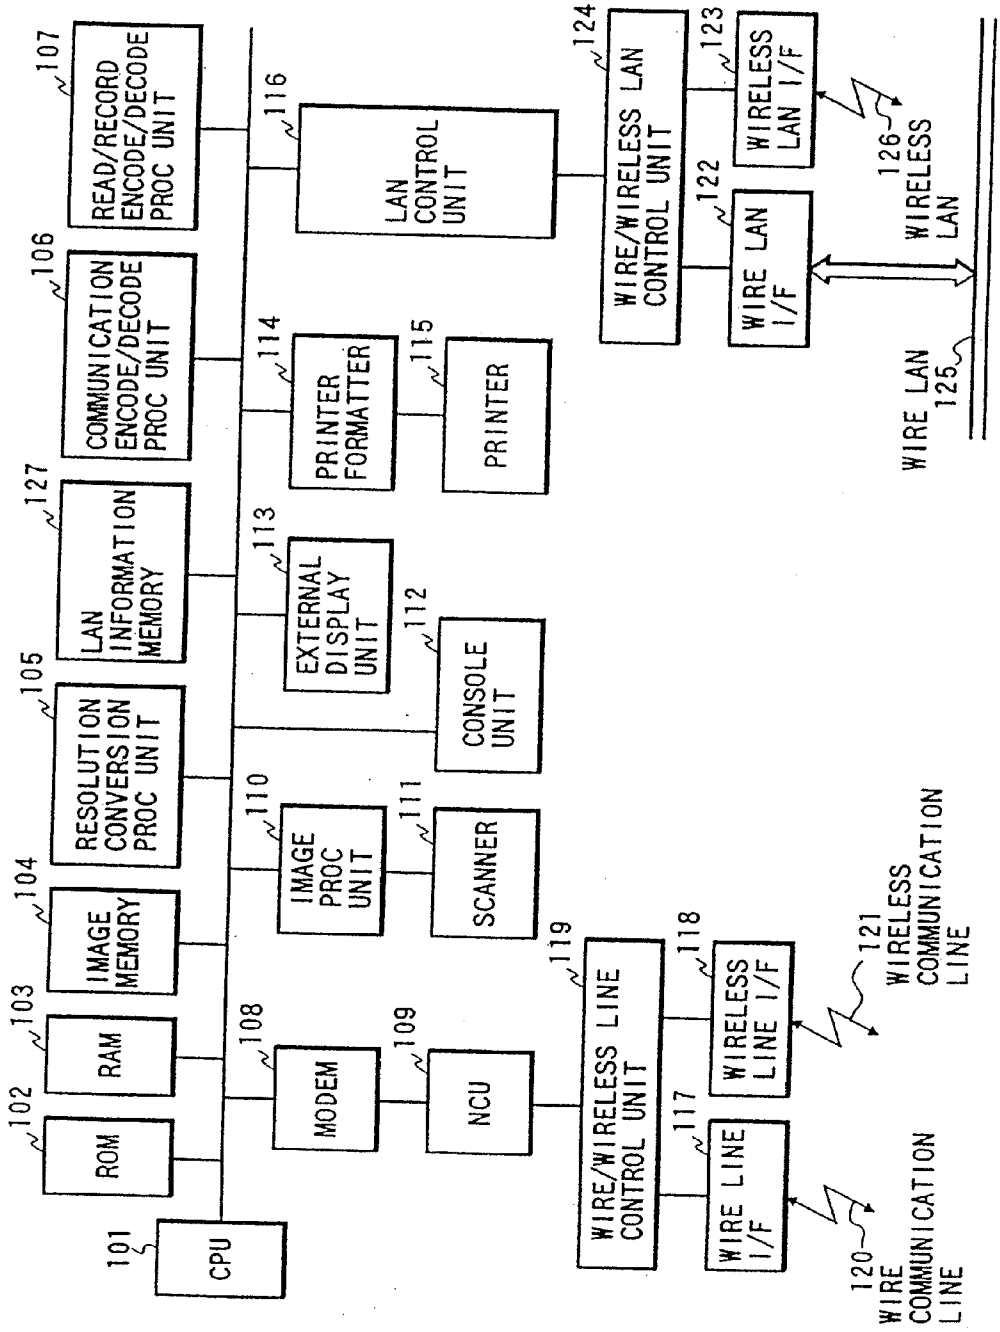 101
CPU
102
ROM
103
RAM
104
IMAGE
MEMORY
105
RESOLUTION
CONVERSION
PROC UNIT
127
LAN
INFORMATION
MEMORY
106
COMMUNICATION
ENCODE/DECODE
PROC UNIT
107
READ/RECORD
ENCODE/DECODE
PROC UNIT
108
MODEM
109
NCU
110
IMAGE
PROC
UNIT
111
SCANNER
112
CONSOLE
UNIT
113
EXTERNAL
DISPLAY
UNIT
114
PRINTER
FORMATTER
115
PRINTER
116
LAN
CONTROL
UNIT
119
WIRE/WIRELESS LINE
CONTROL UNIT
117
WIRE LINE
I/F
118
WIRELESS
LINE I/F
120
WIRE
COMMUNICATION
LINE
121
WIRELESS
COMMUNICATION
LINE
124
WIRE/WIRELESS LAN
CONTROL UNIT
122
WIRE LAN
I/F
123
WIRELESS
LAN I/F
WIRE LAN
125
126
WIRELESS
LAN